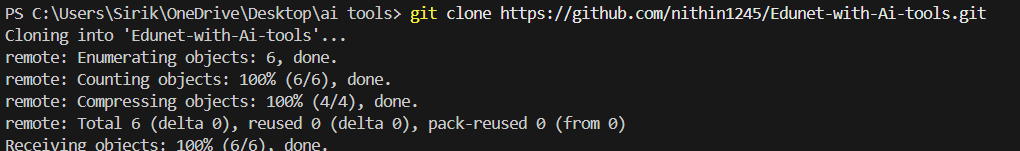 PS C:\Users\Sirik\OneDrive\Desktop\ai tools> git clone https://github.com/nithin1245/Edunet-with-Ai-tools.git
Cloning into 'Edunet-with-Ai-tools'...
remote: Enumerating objects: 6, done.
remote: Counting objects: 100% (6/6), done.
remote: Compressing objects: 100% (4/4), done.
remote: Total 6 (delta 0), reused 0 (delta 0), pack-reused 0 (from 0)
Receiving objects: 100% (6/6), done.